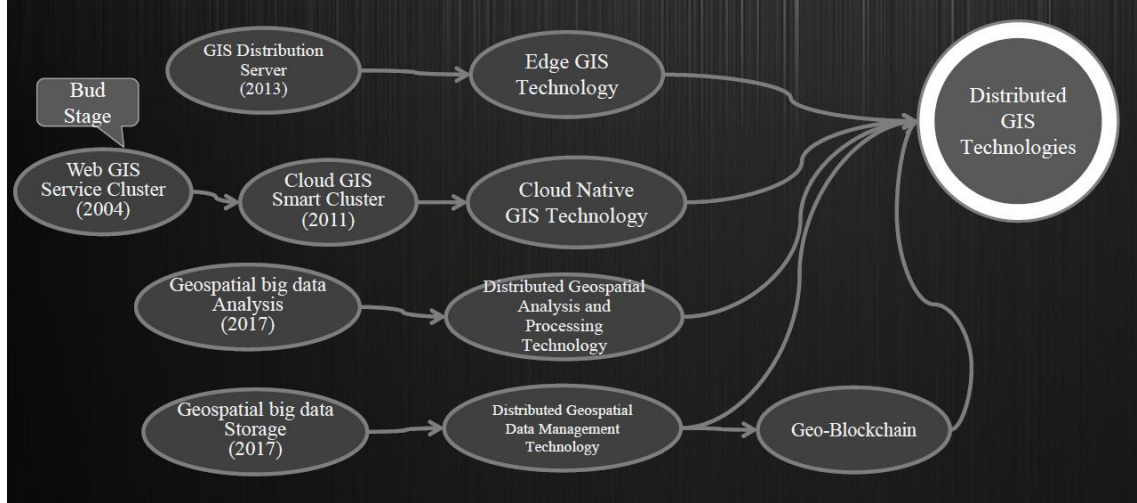 GIS Distribution
Server
(2013)
Edge GIS
Technology
Distributed
GIS
Technologies
Bud
Stage
Web GIS
Service Cluster
(2004)
Cloud GIS
Smart Cluster
(2011)
Cloud Native
GIS Technology
Geospatial big data
Analysis
(2017)
Distributed Geospatial
Analysis and
Processing
Technology
Geospatial big data
Storage
(2017)
Distributed Geospatial
Data Management
Technology
Geo-Blockchain